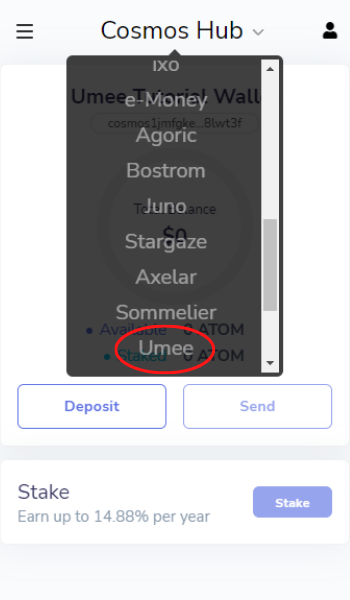 Cosmos Hub
ixo
Umee Tutorial Wall
e-Money
cosmos1jmfgke...8lwt3f
Agoric
Bostrom
Juno
Total Balance
Stargaze
$0
Axelar
Sommelier
Available 0 ATOM
Umee
Staked 0 ATOM
Deposit Send
Stake
Earn up to 14.88% per year
Stake